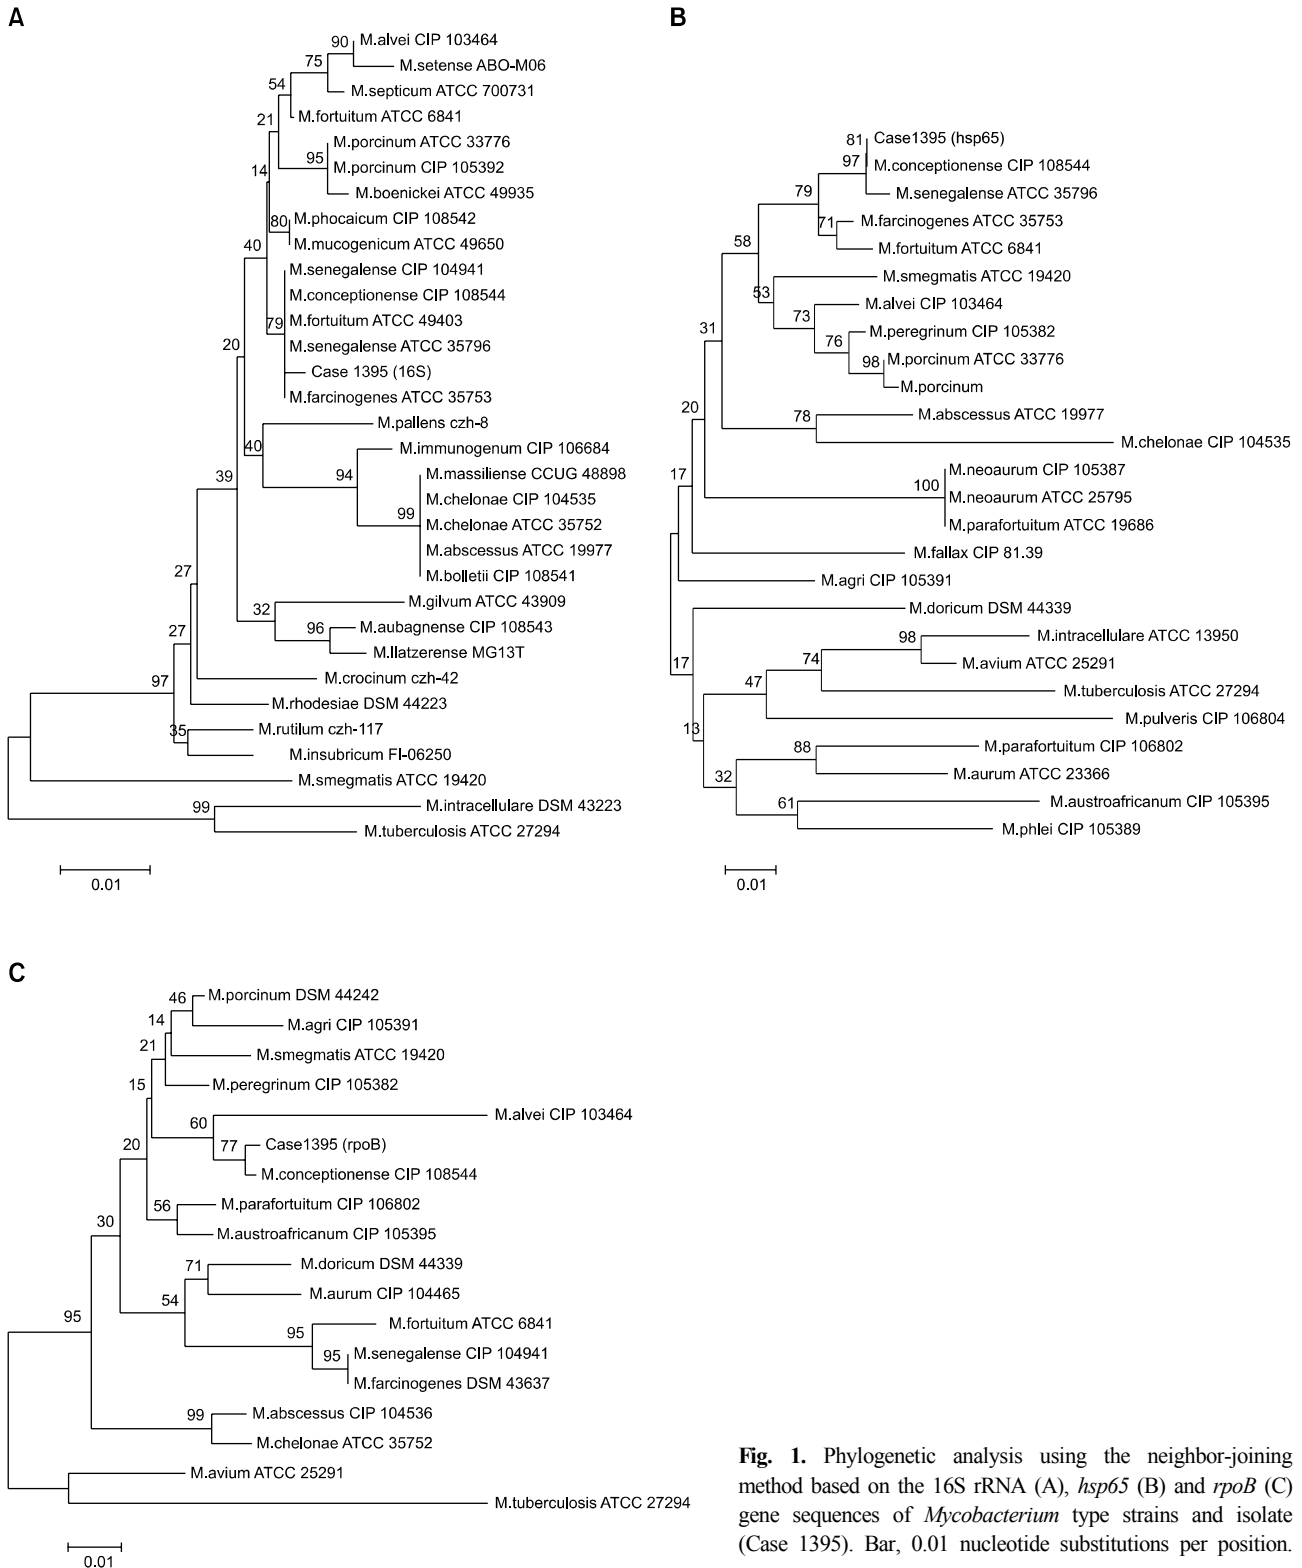 A
90
M.alvei CIP 103464
75
M.setense ABO-M06
54
M.septicum ATCC 700731
21
M.fortuitum ATCC 6841
M.porcinum ATCC 33776
95
M.porcinum CIP 105392
14
M.boenickei ATCC 49935
80
M.phocaicum CIP 108542
40
M.mucogenicum ATCC 49650
M.senegalense CIP 104941
M.conceptionense CIP 108544
79
M.fortuitum ATCC 49403
20
M.senegalense ATCC 35796
Case 1395 (16S)
M.farcinogenes ATCC 35753
M.pallens czh-8
40
M.immunogenum CIP 106684
39
94
M.massiliense CCUG 48898
M.chelonae CIP 104535
99
M.chelonae ATCC 35752
M.abscessus ATCC 19977
27
M.bolletii CIP 108541
32
M.gilvum ATCC 43909
27
96
M.aubagnense CIP 108543
M.llatzerense MG13T
97
M.crocinum czh-42
M.rhodesiae DSM 44223
35
M.rutilum czh-117
M.insubricum FI-06250
M.smegmatis ATCC 19420
99
M.intracellulare DSM 43223
M.tuberculosis ATCC 27294
0.01
B
81
Case1395 (hsp65)
97
M.conceptionense CIP 108544
79
M.senegalense ATCC 35796
71
M.farcinogenes ATCC 35753
58
M.fortuitum ATCC 6841
M.smegmatis ATCC 19420
53
M.alvei CIP 103464
73
M.peregrinum CIP 105382
31
76
M.porcinum ATCC 33776
98
M.porcinum
20
78
M.abscessus ATCC 19977
M.chelonae CIP 104535
17
M.neoaurum CIP 105387
100
M.neoaurum ATCC 25795
M.parafortuitum ATCC 19686
M.fallax CIP 81.39
M.agri CIP 105391
M.doricum DSM 44339
98
M.intracellulare ATCC 13950
17
74
M.avium ATCC 25291
47
M.tuberculosis ATCC 27294
M.pulveris CIP 106804
13
88
M.parafortuitum CIP 106802
32
M.aurum ATCC 23366
61
M.austroafricanum CIP 105395
M.phlei CIP 105389
0.01
C
46
M.porcinum DSM 44242
14
M.agri CIP 105391
21
M.smegmatis ATCC 19420
15
M.peregrinum CIP 105382
60
M.alvei CIP 103464
20
77
Case1395 (rpoB)
M.conceptionense CIP 108544
56
M.parafortuitum CIP 106802
30
M.austroafricanum CIP 105395
71
M.doricum DSM 44339
54
M.aurum CIP 104465
95
95
M.fortuitum ATCC 6841
95
M.senegalense CIP 104941
M.farcinogenes DSM 43637
99
M.abscessus CIP 104536
M.chelonae ATCC 35752
M.avium ATCC 25291
M.tuberculosis ATCC 27294
0.01
Fig. 1. Phylogenetic analysis using the neighbor-joining
method based on the 16S rRNA (A), hsp65 (B) and rpoB (C)
gene sequences of Mycobacterium type strains and isolate
(Case 1395). Bar, 0.01 nucleotide substitutions per position.